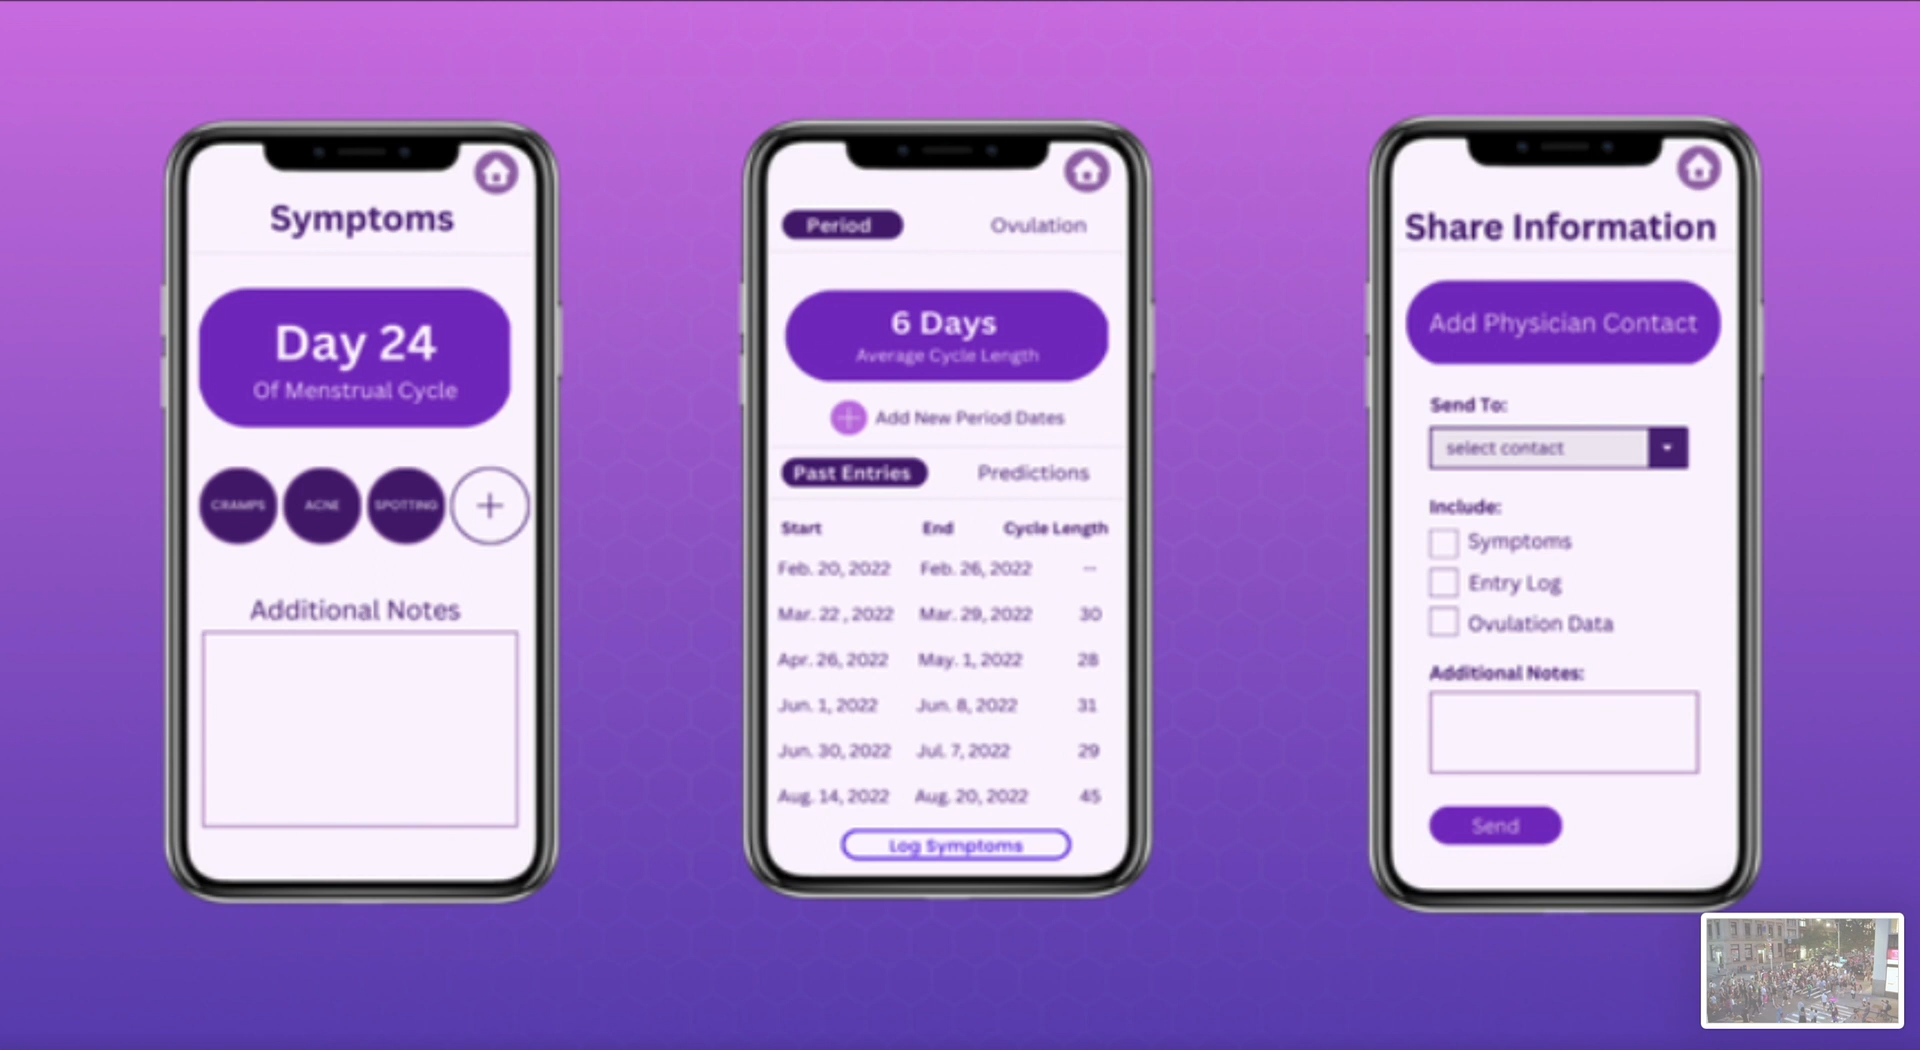 Symptoms
Day 24
Of Menstrual Cycle
CRAMPS ACNE SPOTTING +
Additional Notes
Period Ovulation
6 Days
Average Cycle Length
+ Add New Period Dates
Past Entries Predictions
Start End Cycle Length
Feb. 20, 2022 Feb. 26, 2022 --
Mar. 22 , 2022 Mar. 29, 2022 30
Apr. 26, 2022 May. 1, 2022 28
Jun. 1, 2022 Jun. 8, 2022 31
Jun. 30, 2022 Jul. 7, 2022 29
Aug. 14, 2022 Aug. 20, 2022 45
Log Symptoms
Share Information
Add Physician Contact
Send To:
select contact
Include:
Symptoms
Entry Log
Ovulation Data
Additional Notes:
Send